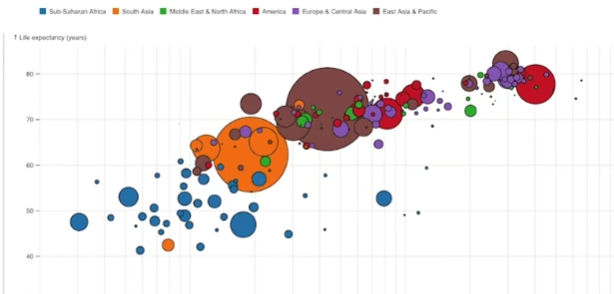 Sub-Saharan Africa South Asia Middle East & North Africa America Europe & Central Asia East Asia & Pacific
↑ Life expectancy (years)
80
70
60
50
40